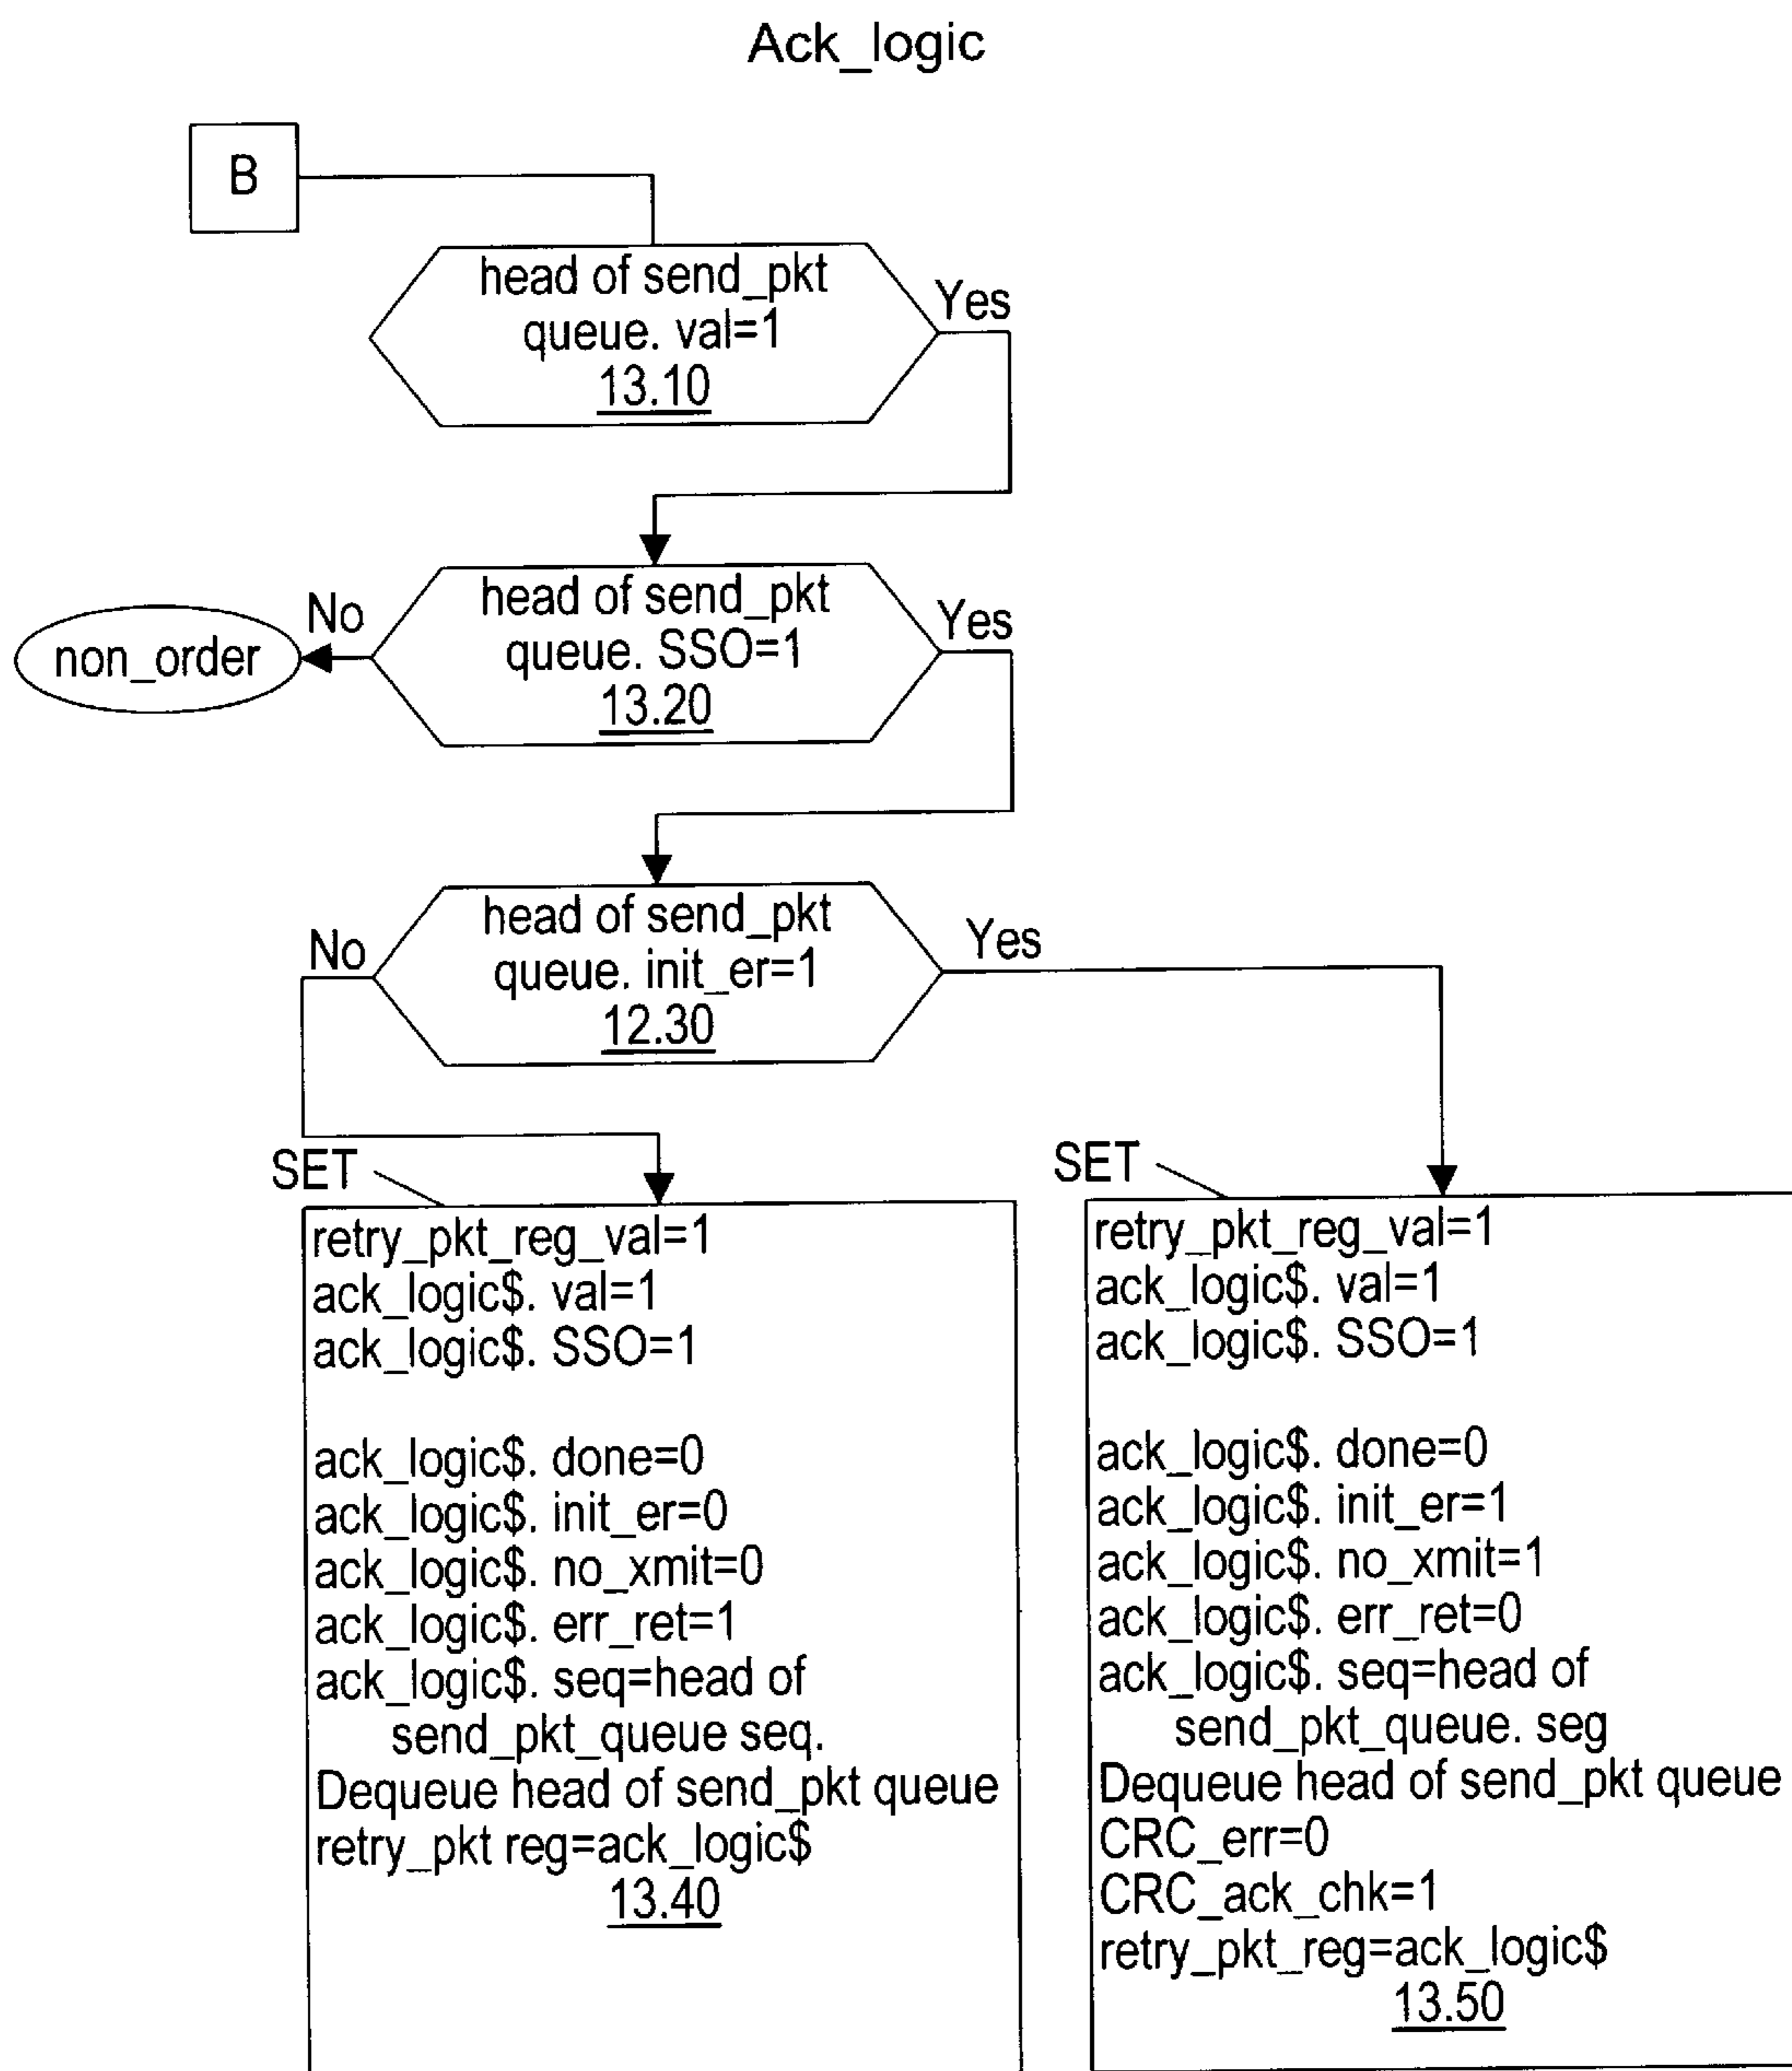 Ack_logic
B
head of send_pkt
queue. val=1
13.10
Yes
head of send_pkt
queue. SSO=1
13.20
No
Yes
non_order
head of send_pkt
queue. init_er=1
12.30
No
Yes
SET
retry_pkt_reg_val=1
ack_logic$. val=1
ack_logic$. SSO=1
ack_logic$. done=0
ack_logic$. init_er=0
ack_logic$. no_xmit=0
ack_logic$. err_ret=1
ack_logic$. seq=head of
send_pkt_queue seq.
Dequeue head of send_pkt queue
retry_pkt reg=ack_logic$
13.40
SET
retry_pkt_reg_val=1
ack_logic$. val=1
ack_logic$. SSO=1
ack_logic$. done=0
ack_logic$. init_er=1
ack_logic$. no_xmit=1
ack_logic$. err_ret=0
ack_logic$. seq=head of
send_pkt_queue. seg
Dequeue head of send_pkt queue
CRC_err=0
CRC_ack_chk=1
retry_pkt_reg=ack_logic$
13.50